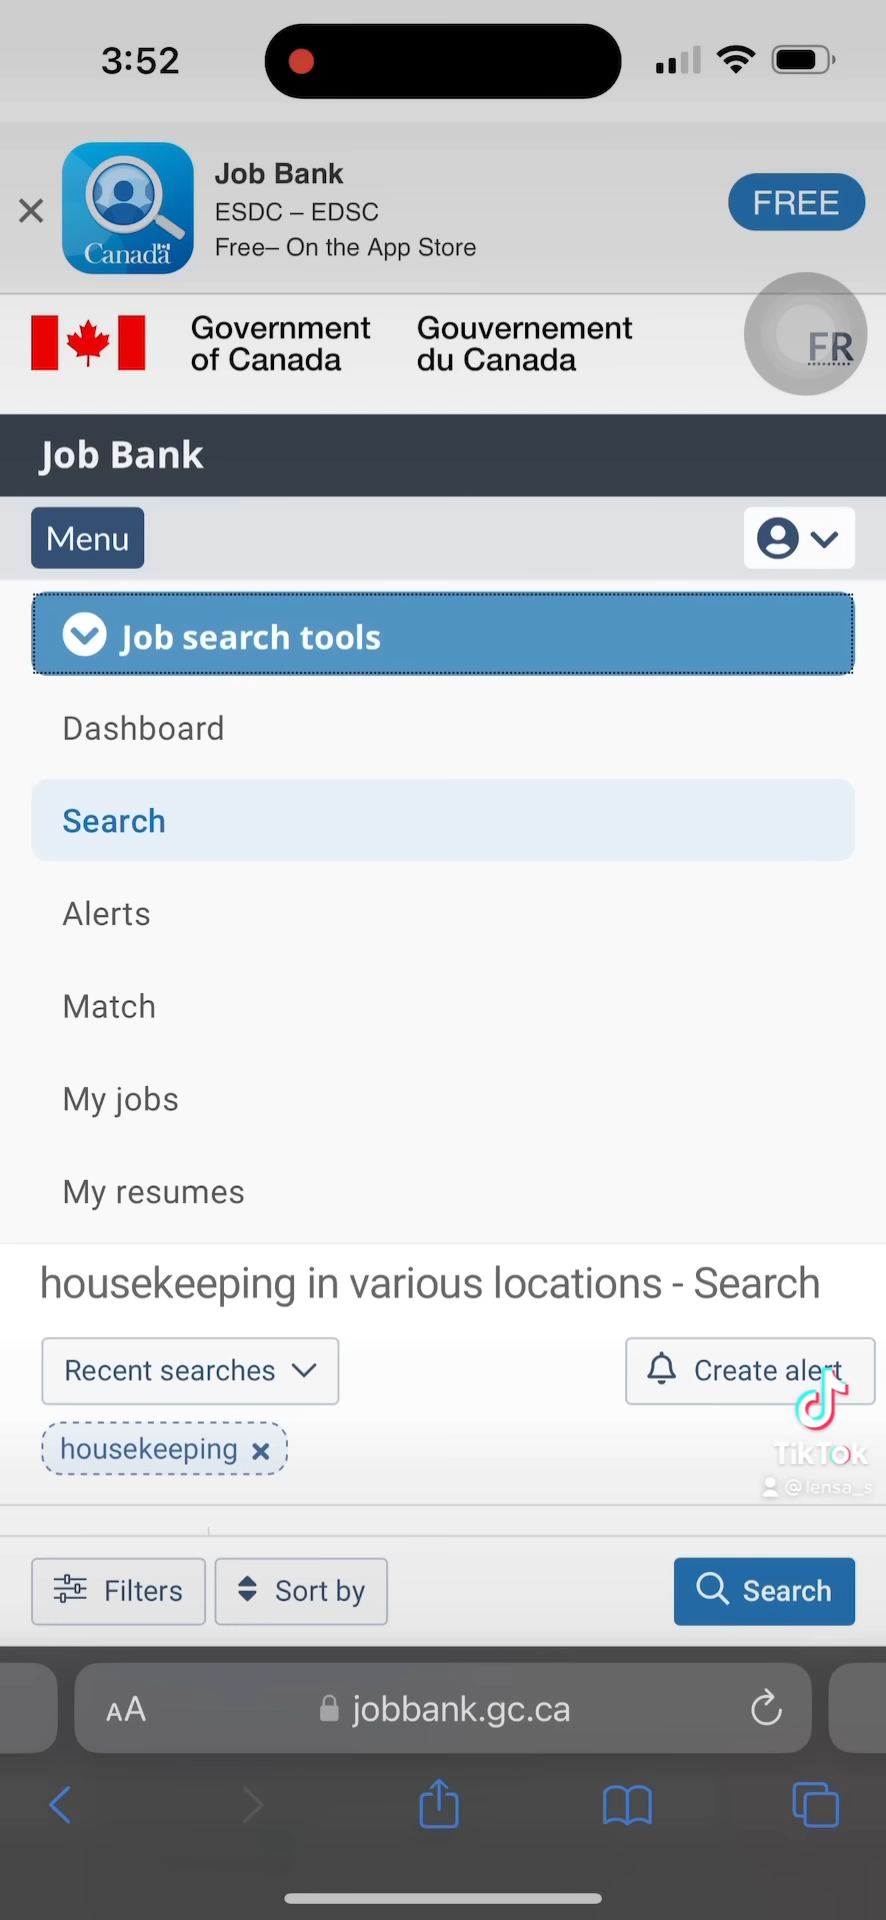 3:52
Job Bank
ESDC – EDSC
Free– On the App Store
FREE
Canada
Government
of Canada
Gouvernement
du Canada
FR
Job Bank
Menu
Job search tools
Dashboard
Search
Alerts
Match
My jobs
My resumes
housekeeping in various locations - Search
Recent searches
Create alert
housekeeping
TikTok
@lensa_s
Filters
Sort by
Search
AA
jobbank.gc.ca